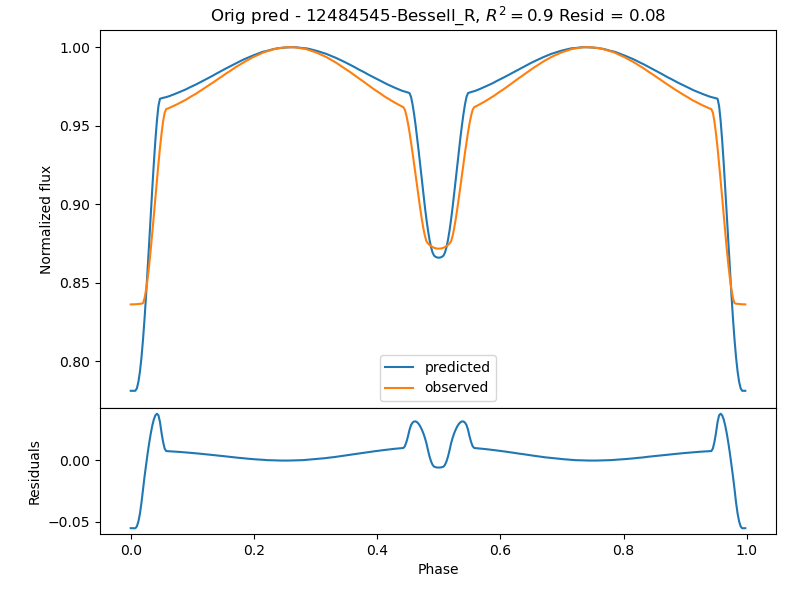 Orig pred - 12484545-Bessell_R, R² = 0.9 Resid = 0.08
1.00
0.95
0.90
0.85
0.80
Normalized flux
predicted
observed
0.00
−0.05
Residuals
0.0 0.2 0.4 0.6 0.8 1.0
Phase